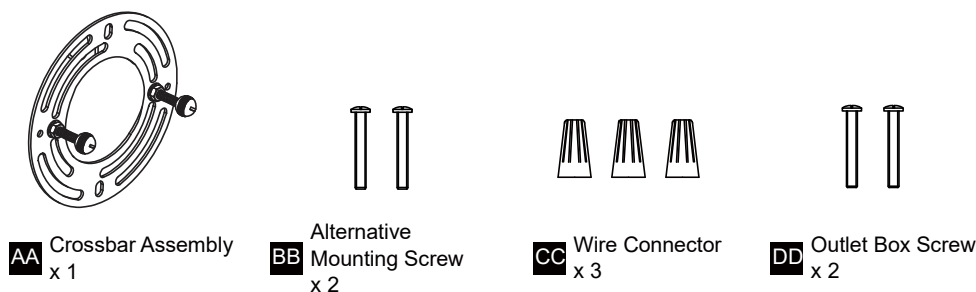 AA Crossbar Assembly
x 1
BB Alternative
Mounting Screw
x 2
CC Wire Connector
x 3
DD Outlet Box Screw
x 2